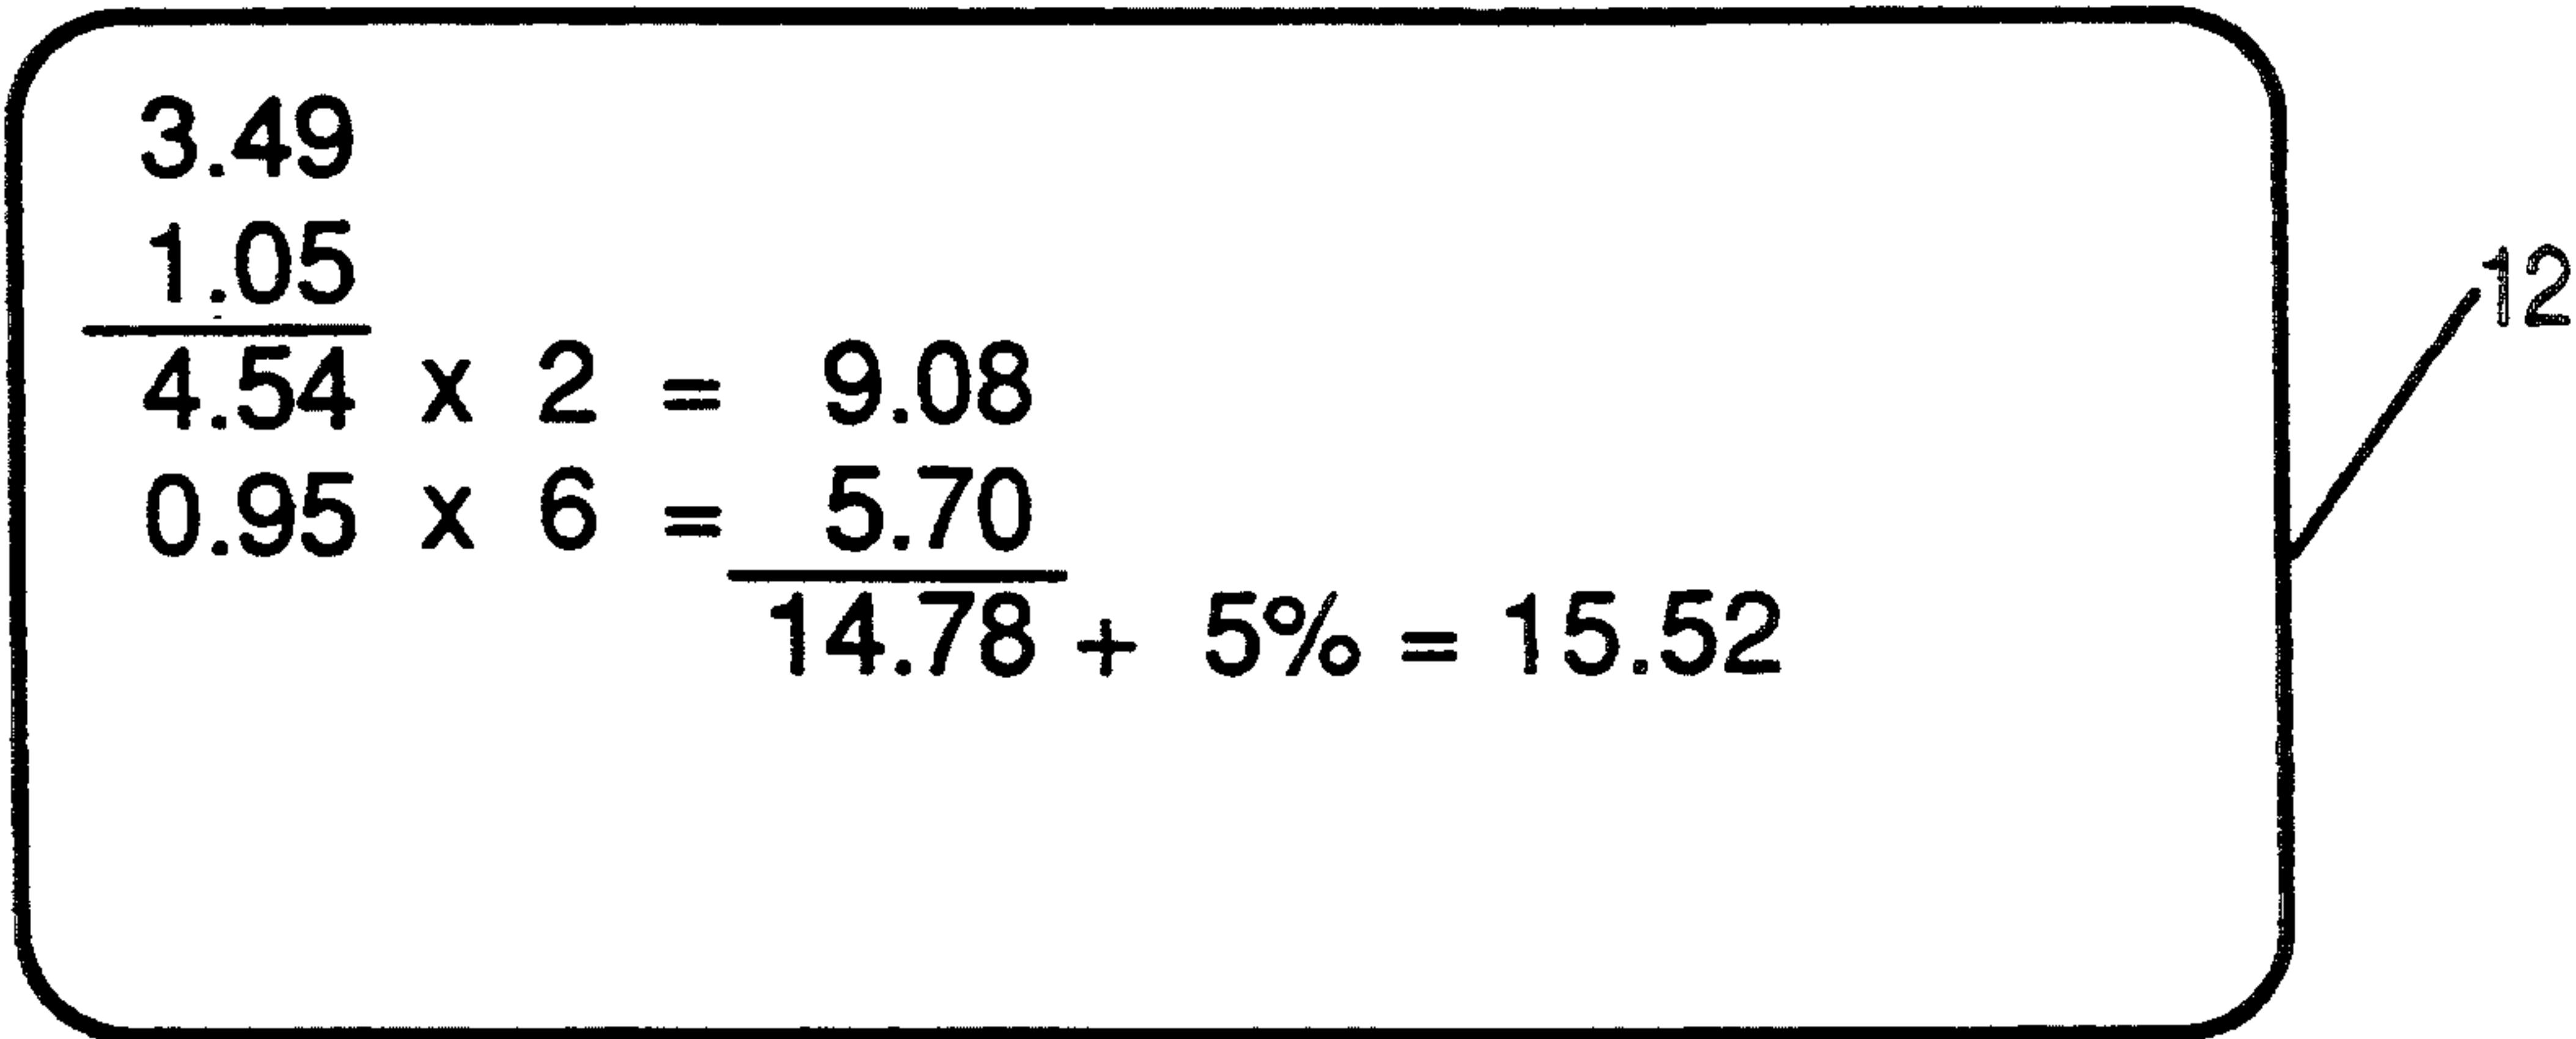 3.49
1.05
4.54 x 2 = 9.08
0.95 x 6 = 5.70
14.78 + 5% = 15.52
12